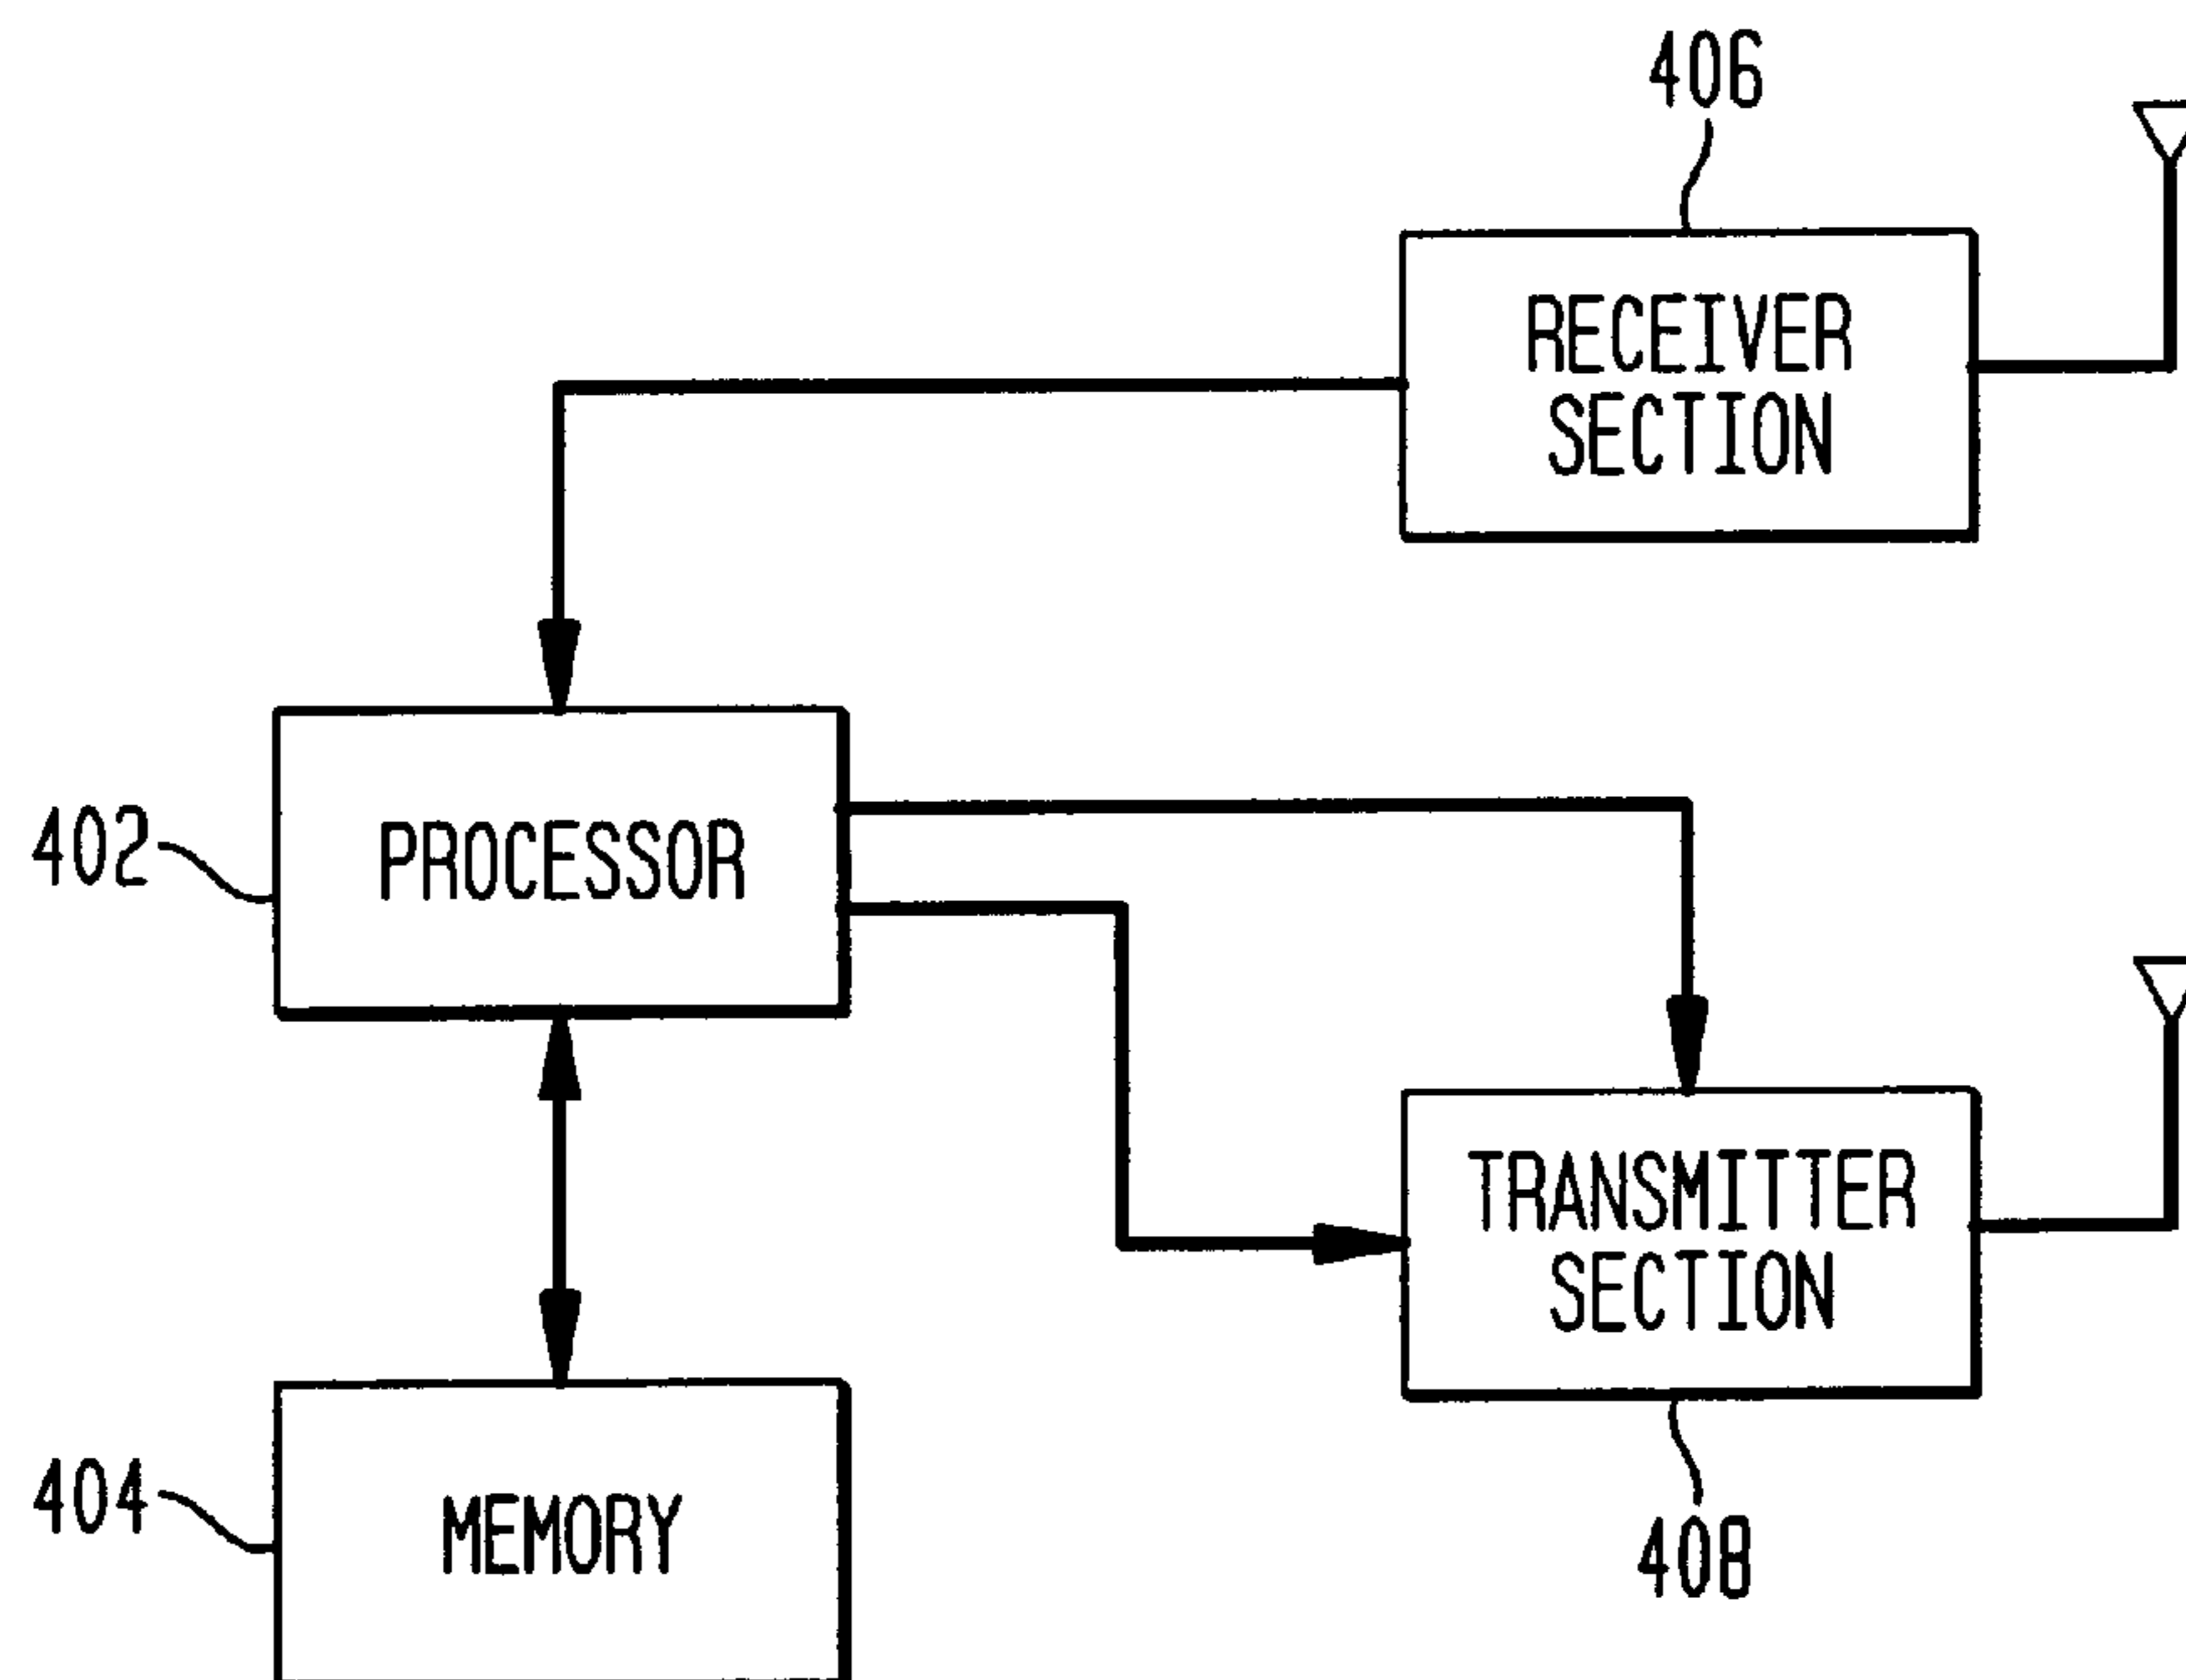 406
RECEIVER
SECTION
402
PROCESSOR
TRANSMITTER
SECTION
404
MEMORY
408